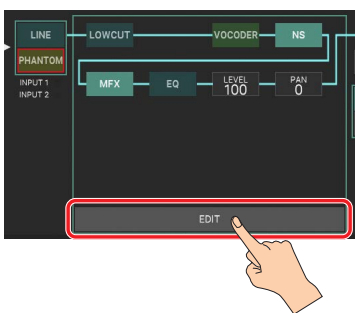 LINE
LOWCUT
VOCODER
NS
PHANTOM
INPUT 1
INPUT 2
MFX
EQ
LEVEL
100
PAN
0
EDIT